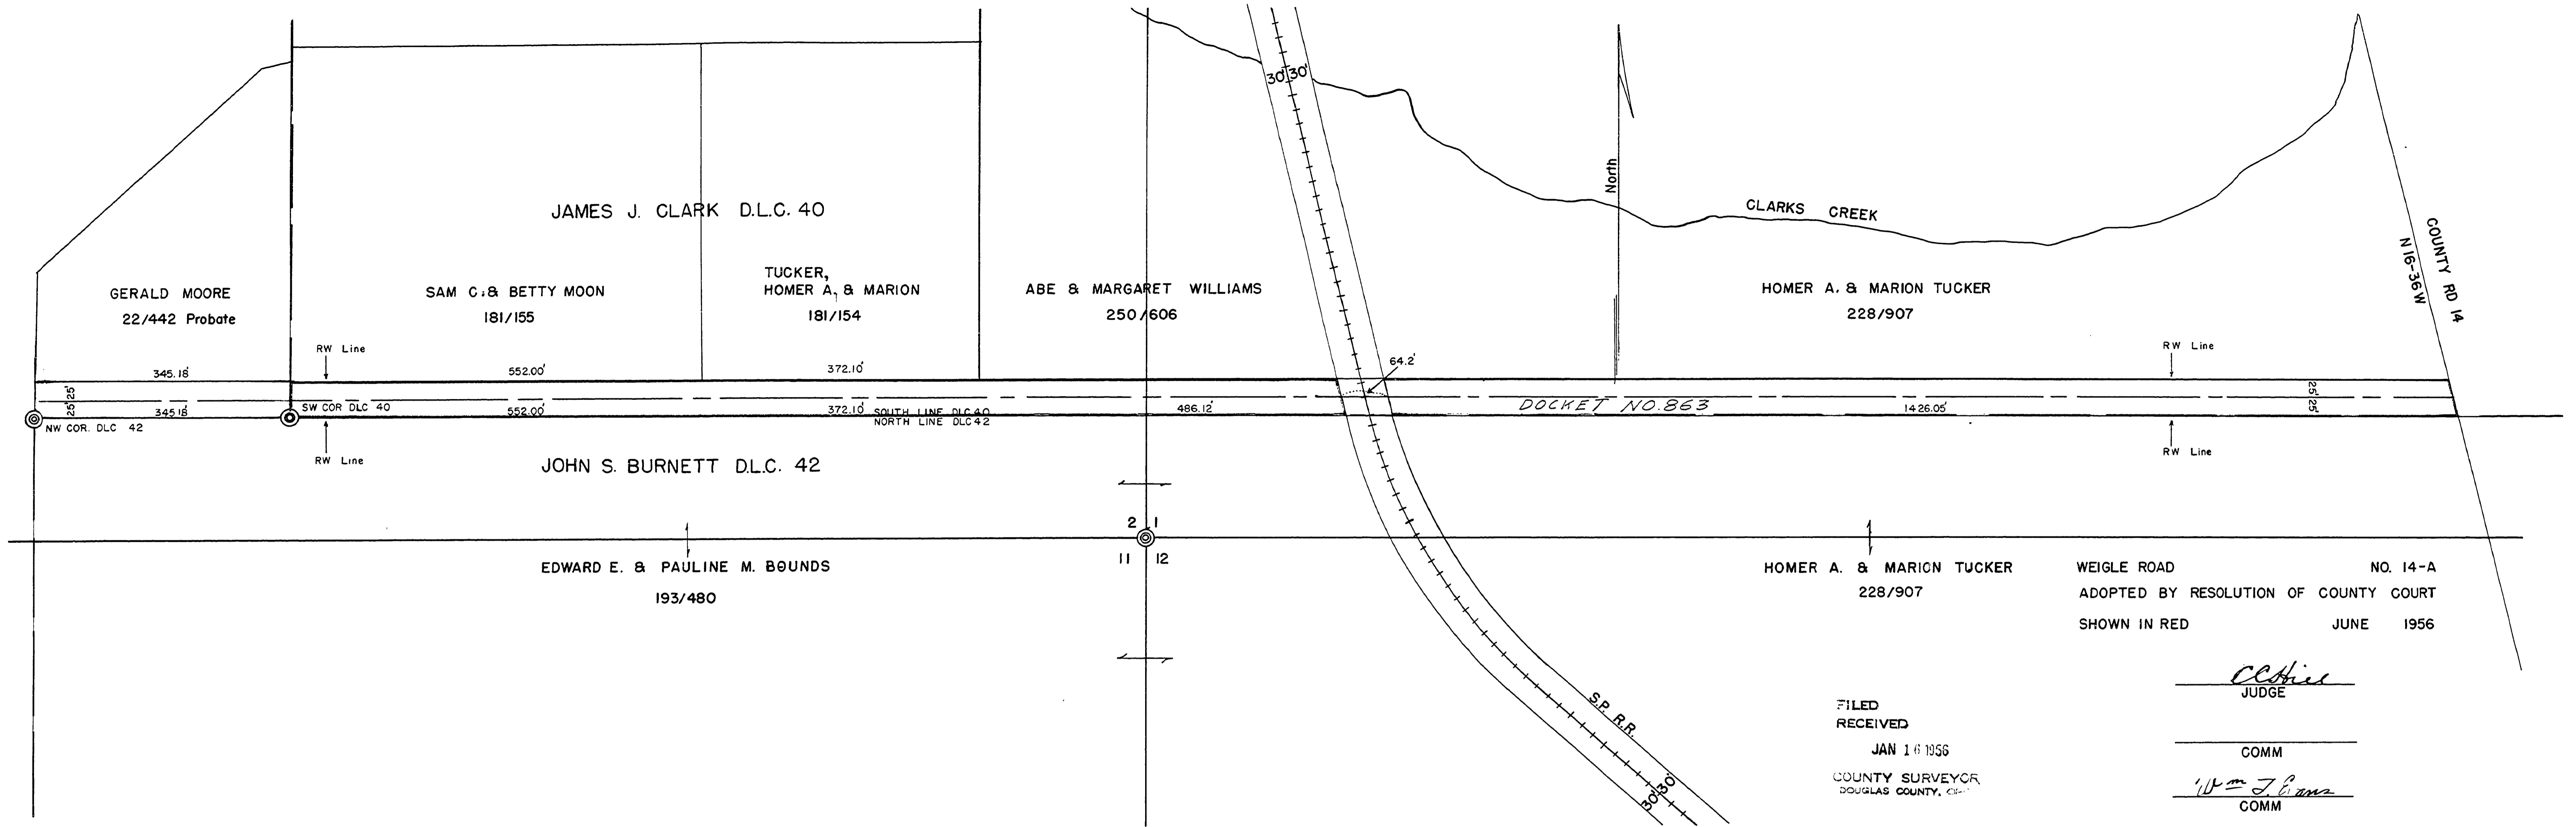 30' 30'
North
CLARKS CREEK
COUNTY RD 14
N 16-36 W
JAMES J. CLARK D.L.C. 40
GERALD MOORE
22/442 Probate
SAM C. & BETTY MOON
181/155
TUCKER,
HOMER A. & MARION
181/154
ABE & MARGARET WILLIAMS
250/606
HOMER A. & MARION TUCKER
228/907
RW Line
RW Line
345.18'
552.00'
372.10'
64.2'
25' 25'
25' 25'
345.18'
SW COR DLC 40
552.00'
372.10'
SOUTH LINE DLC 40
NORTH LINE DLC 42
486.12'
DOCKET NO. 863
1426.05'
NW COR. DLC 42
RW Line
RW Line
JOHN S. BURNETT D.L.C. 42
2 1
11 12
EDWARD E. & PAULINE M. BOUNDS
193/480
HOMER A. & MARION TUCKER
228/907
WEIGLE ROAD NO. 14-A
ADOPTED BY RESOLUTION OF COUNTY COURT
SHOWN IN RED JUNE 1956
S.P. R.R.
30' 30'
FILED
RECEIVED
JAN 16 1956
COUNTY SURVEYOR
DOUGLAS COUNTY,
CC Hill
JUDGE
COMM
Wm J. Evans
COMM